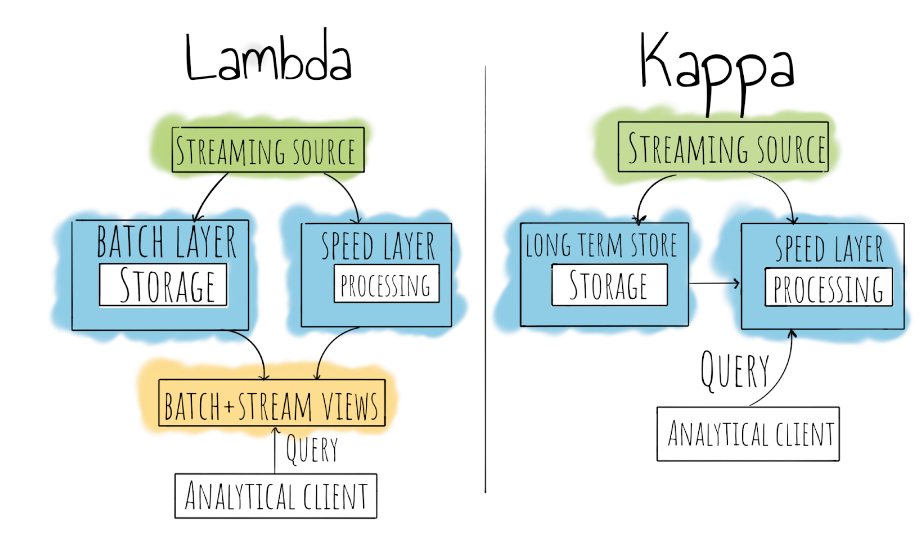 Lambda
Streaming source
Batch layer
Storage
Speed layer
Processing
Batch+Stream views
Query
Analytical client
Kappa
Streaming source
Long term store
Storage
Speed layer
Processing
Query
Analytical client